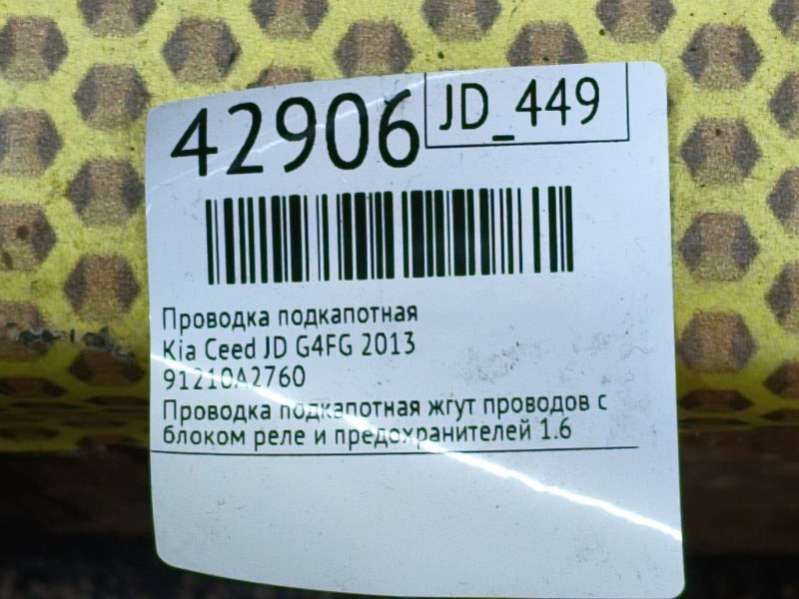 42906 JD_449
Проводка подкапотная
Kia Ceed JD G4FG 2013
91210A2760
Проводка подкапотная жгут проводов с
блоком реле и предохранителей 1.6